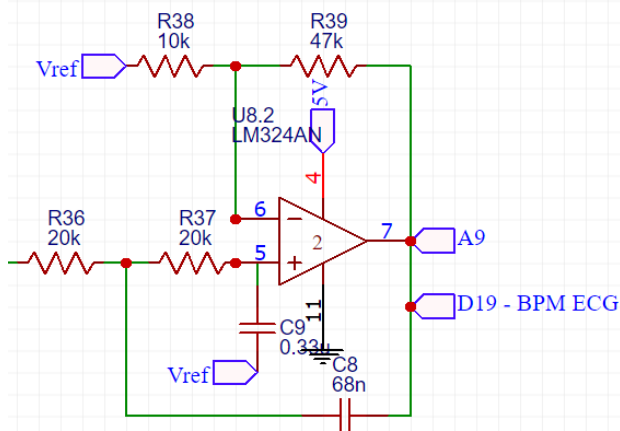 R38
10k
R39
47k
Vref
5V
U8.2
LM324AN
4
6
2
7
A9
R36
20k
R37
20k
5
11
D19 - BPM ECG
C9
0.33u
Vref
C8
68n